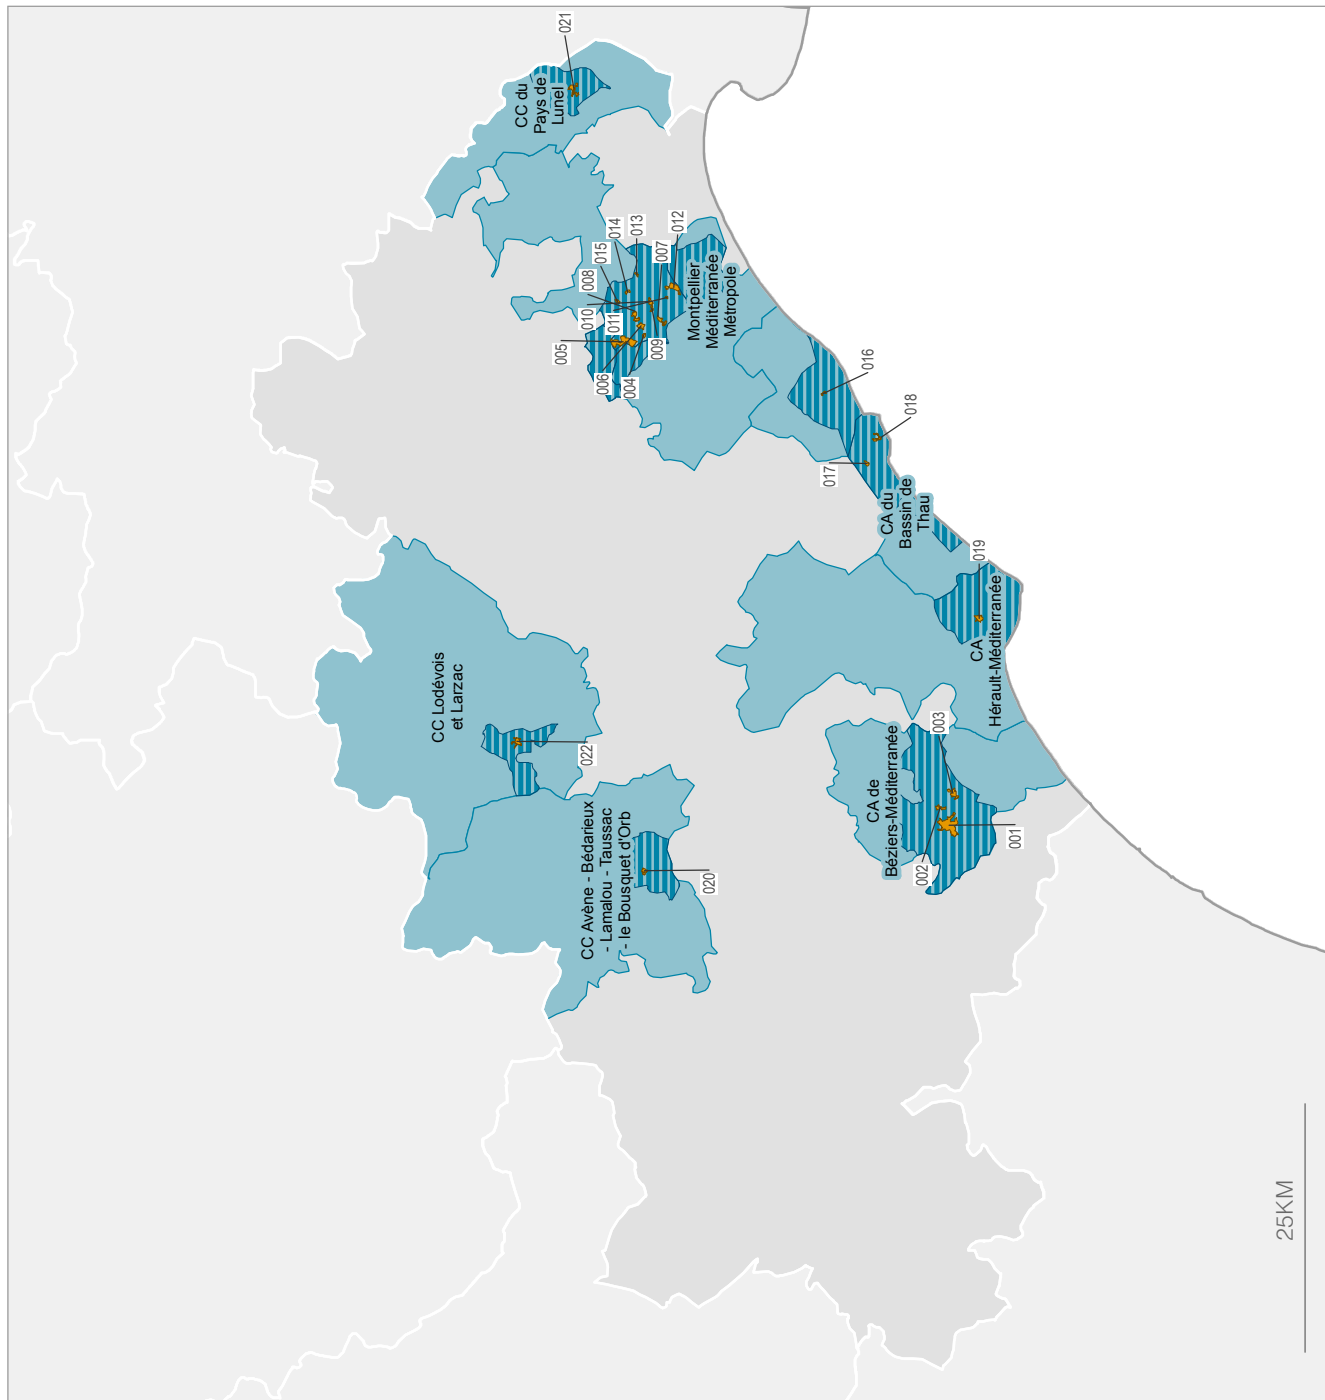 CC du
Pays de
Lunel
021
014
015
008
010
011
005
006
004
009
013
007
012
Montpellier
Méditerranée
Métropole
016
018
017
CA du
Bassin de
Thau
019
CA
Hérault-Méditerranée
CC Lodévois
et Larzac
022
CC Avène - Bédarieux
- Lamalou - Taussac
- le Bousquet d'Orb
020
CA de
Béziers-Méditerranée
003
002
001
25KM